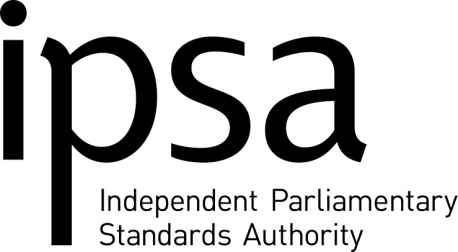 ipsa
Independent Parliamentary
Standards Authority